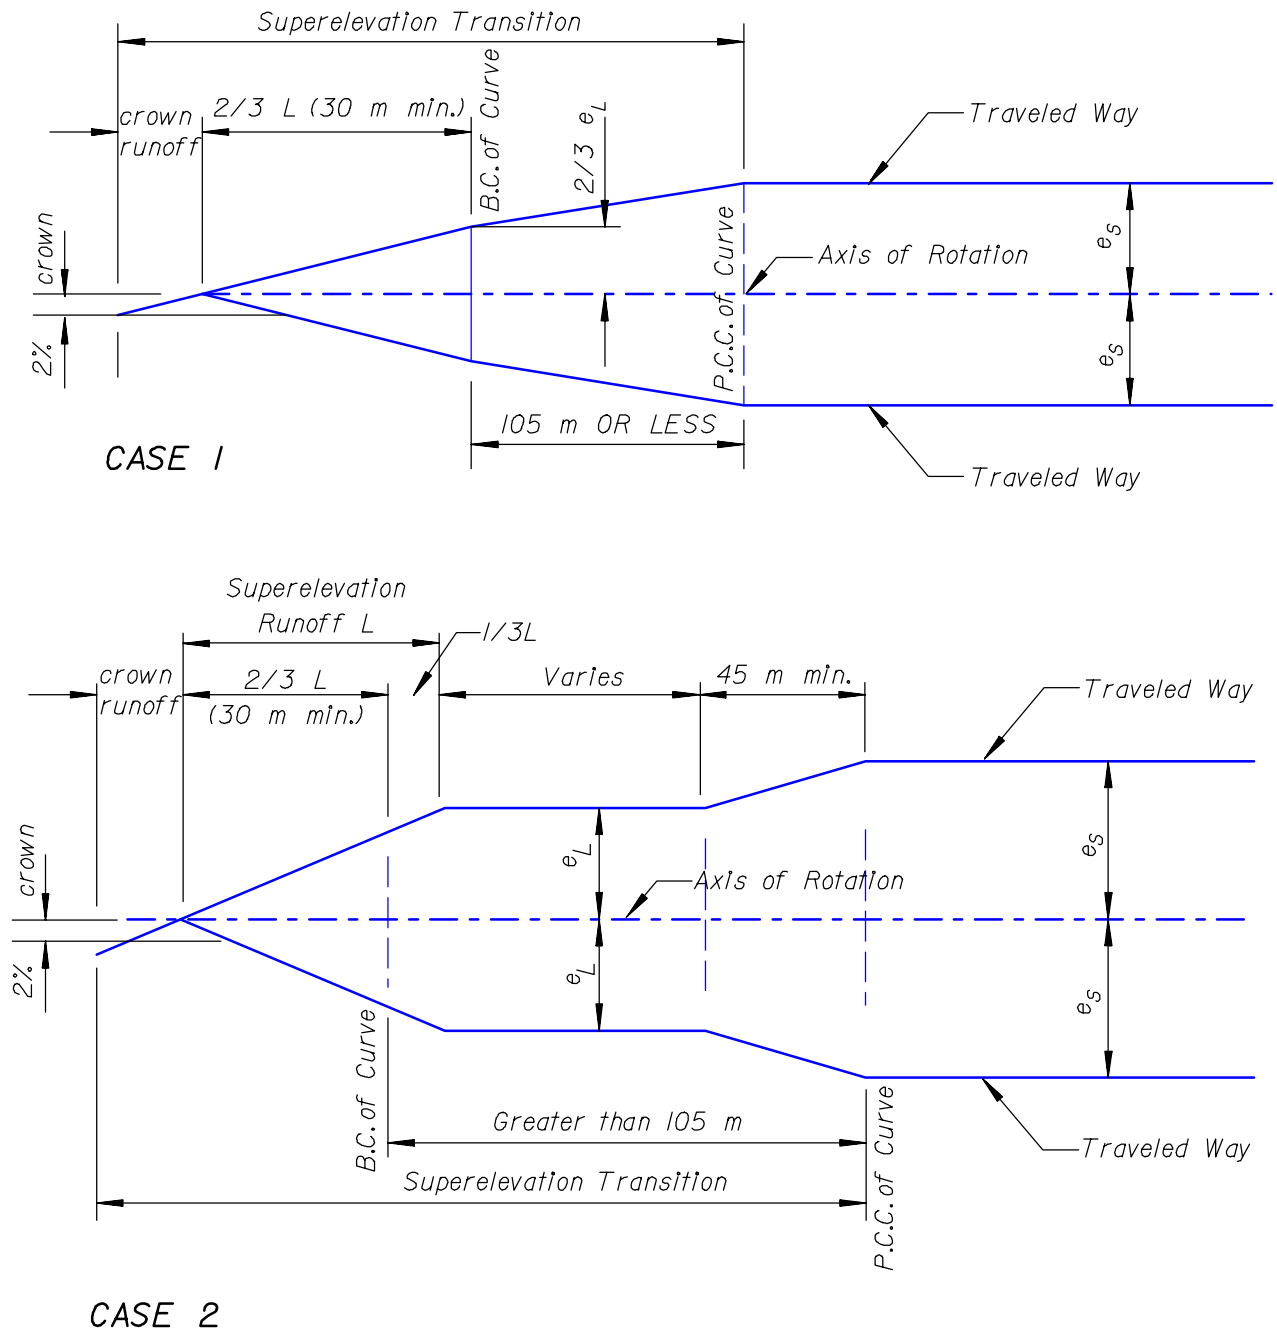 Superelevation Transition
crown
runoff
2/3 L (30 m min.)
B.C. of Curve
2/3 eL
Traveled Way
crown
2%
Axis of Rotation
P.C.C. of Curve
eS
eS
105 m OR LESS
CASE 1
Traveled Way
Superelevation
Runoff L
1/3L
crown
runoff
2/3 L
(30 m min.)
Varies
45 m min.
Traveled Way
crown
2%
eL
eS
Axis of Rotation
eL
eS
B.C. of Curve
Greater than 105 m
P.C.C. of Curve
Traveled Way
Superelevation Transition
CASE 2